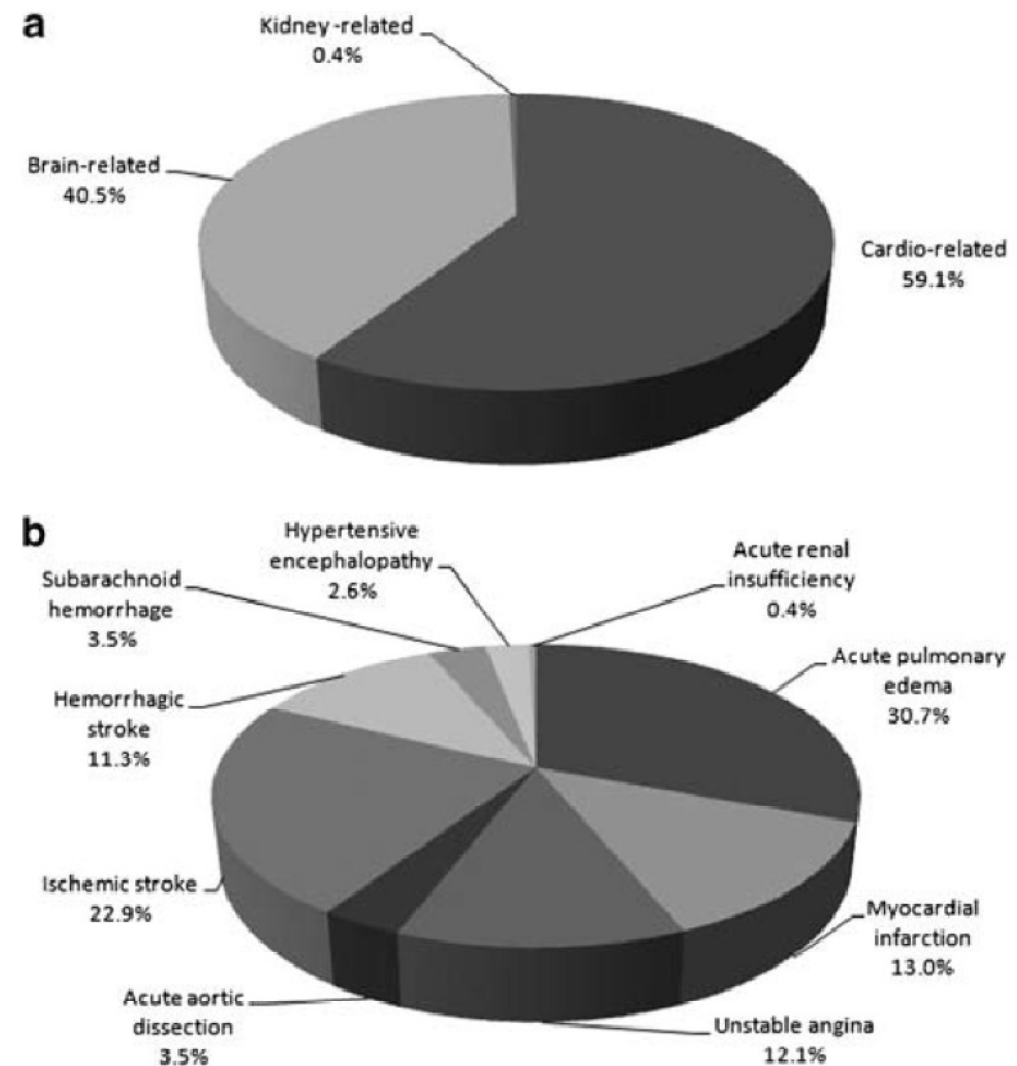 a
Kidney -related
0.4%
Brain-related
40.5%
Cardio-related
59.1%
b
Hypertensive
encephalopathy
2.6%
Acute renal
insufficiency
0.4%
Subarachnoid
hemorrhage
3.5%
Acute pulmonary
edema
30.7%
Hemorrhagic
stroke
11.3%
Ischemic stroke
22.9%
Myocardial
infarction
13.0%
Acute aortic
dissection
3.5%
Unstable angina
12.1%